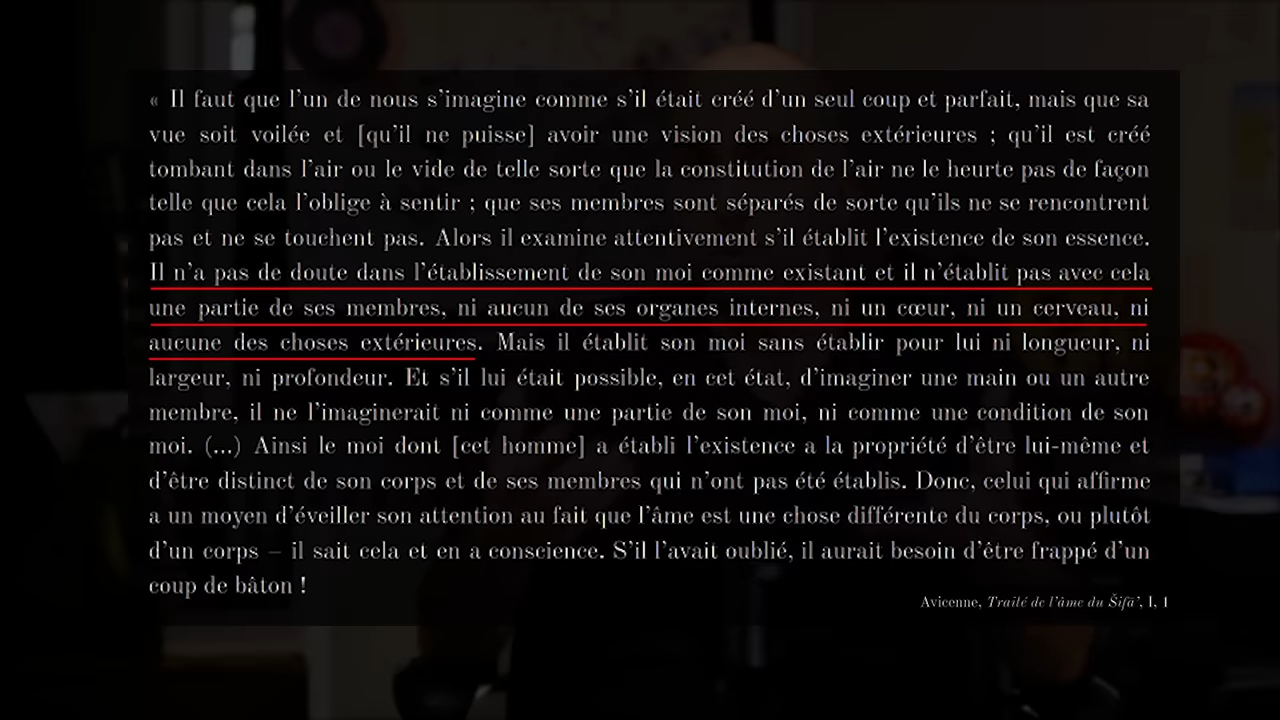 « Il faut que l'un de nous s'imagine comme s'il était créé d'un seul coup et parfait, mais que sa
vue soit voilée et [qu'il ne puisse] avoir une vision des choses extérieures ; qu'il est créé
tombant dans l'air ou le vide de telle sorte que la constitution de l'air ne le heurte pas de façon
telle que cela l'oblige à sentir ; que ses membres sont séparés de sorte qu'ils ne se rencontrent
pas et ne se touchent pas. Alors il examine attentivement s'il établit l'existence de son essence.
Il n'a pas de doute dans l'établissement de son moi comme existant et il n'établit pas avec cela
une partie de ses membres, ni aucun de ses organes internes, ni un cœur, ni un cerveau, ni
aucune des choses extérieures. Mais il établit son moi sans établir pour lui ni longueur, ni
largeur, ni profondeur. Et s'il lui était possible, en cet état, d'imaginer une main ou un autre
membre, il ne l'imaginerait ni comme une partie de son moi, ni comme une condition de son
moi. (...) Ainsi le moi dont [cet homme] a établi l'existence a la propriété d'être lui-même et
d'être distinct de son corps et de ses membres qui n'ont pas été établis. Donc, celui qui affirme
a un moyen d'éveiller son attention au fait que l'âme est une chose différente du corps, ou plutôt
d'un corps – il sait cela et en a conscience. S'il l'avait oublié, il aurait besoin d'être frappé d'un
coup de bâton !
Avicenne, Traité de l'âme du Šifā', I, 1